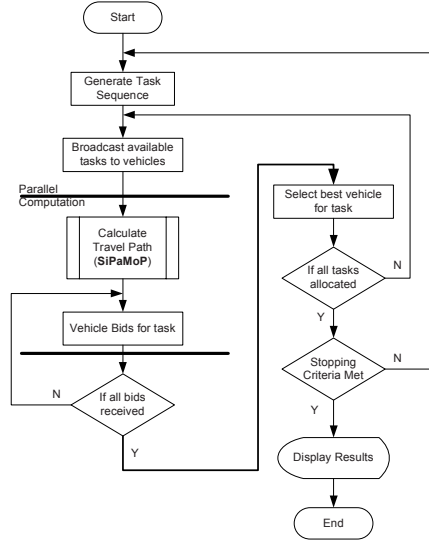 Start
Generate Task
Sequence
Broadcast available
tasks to vehicles
Parallel
Computation
Calculate
Travel Path
(SiPaMoP)
Vehicle Bids for task
N
If all bids
received
Y
Select best vehicle
for task
If all tasks
allocated
N
Y
Stopping
Criteria Met
N
Y
Display Results
End